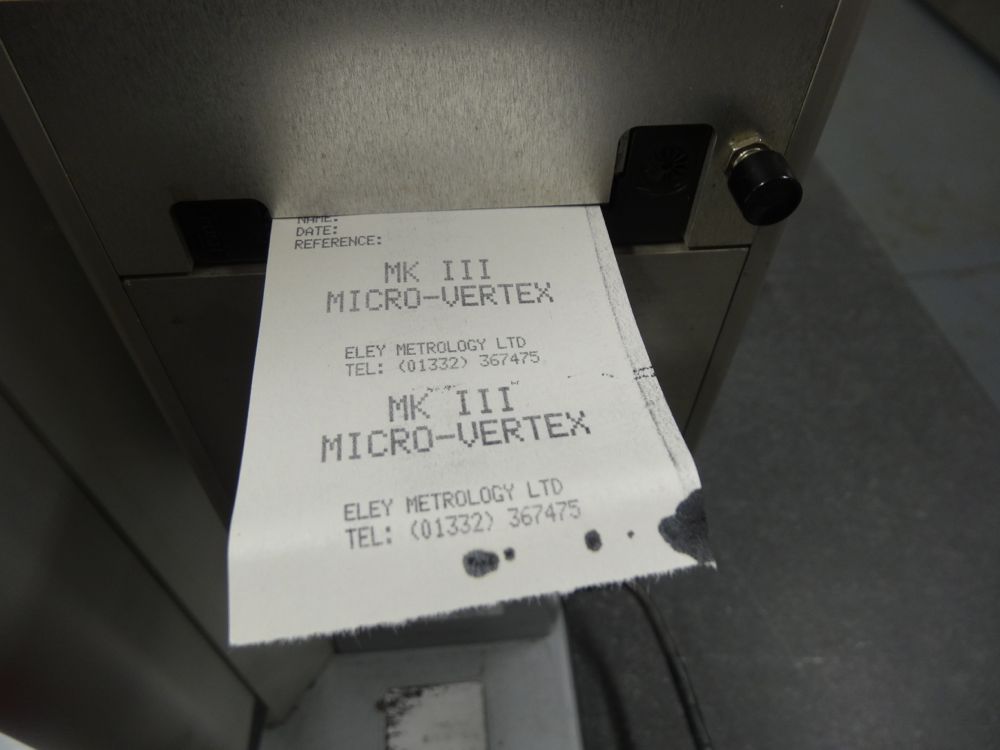 NAME:
DATE:
REFERENCE:
MK III
MICRO-VERTEX
ELEY METROLOGY LTD
TEL: (01332) 367475
MK III
MICRO-VERTEX
ELEY METROLOGY LTD
TEL: (01332) 367475